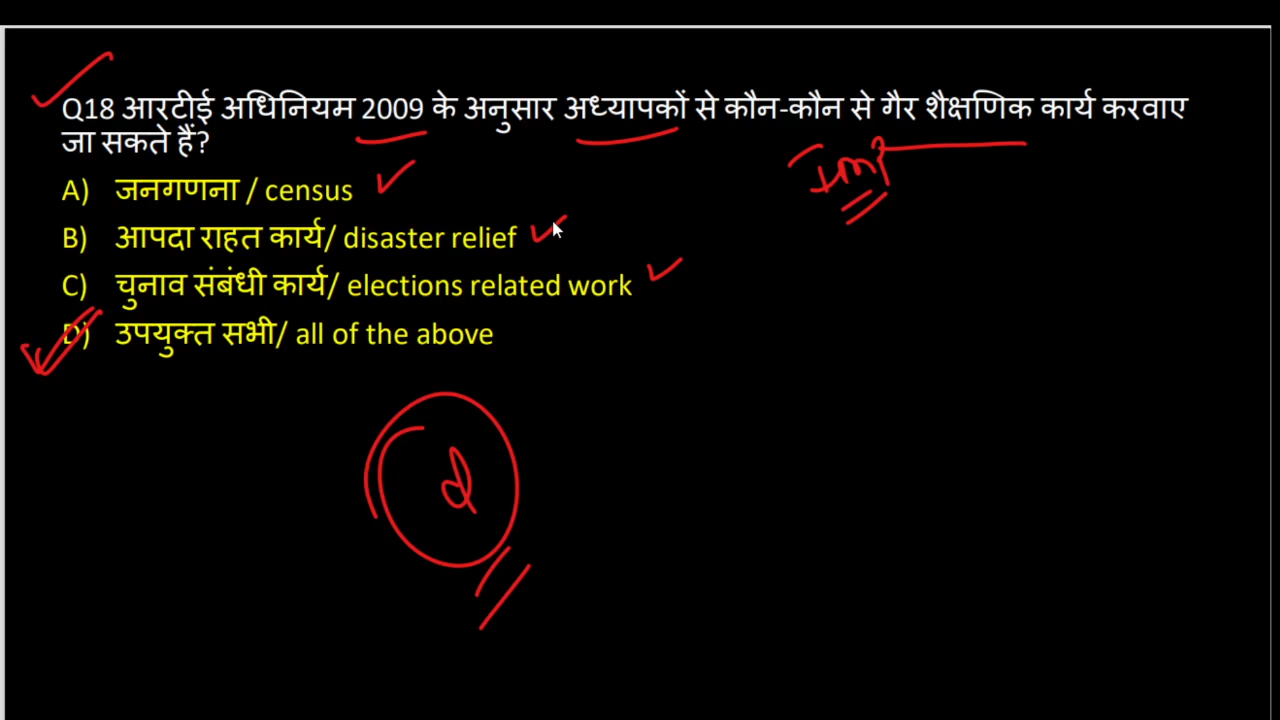 Q18 आरटीई अधिनियम 2009 के अनुसार अध्यापकों से कौन-कौन से गैर शैक्षणिक कार्य करवाए
जा सकते हैं?
Imp
A) जनगणना / census
B) आपदा राहत कार्य/ disaster relief
C) चुनाव संबंधी कार्य/ elections related work
D) उपयुक्त सभी/ all of the above
d